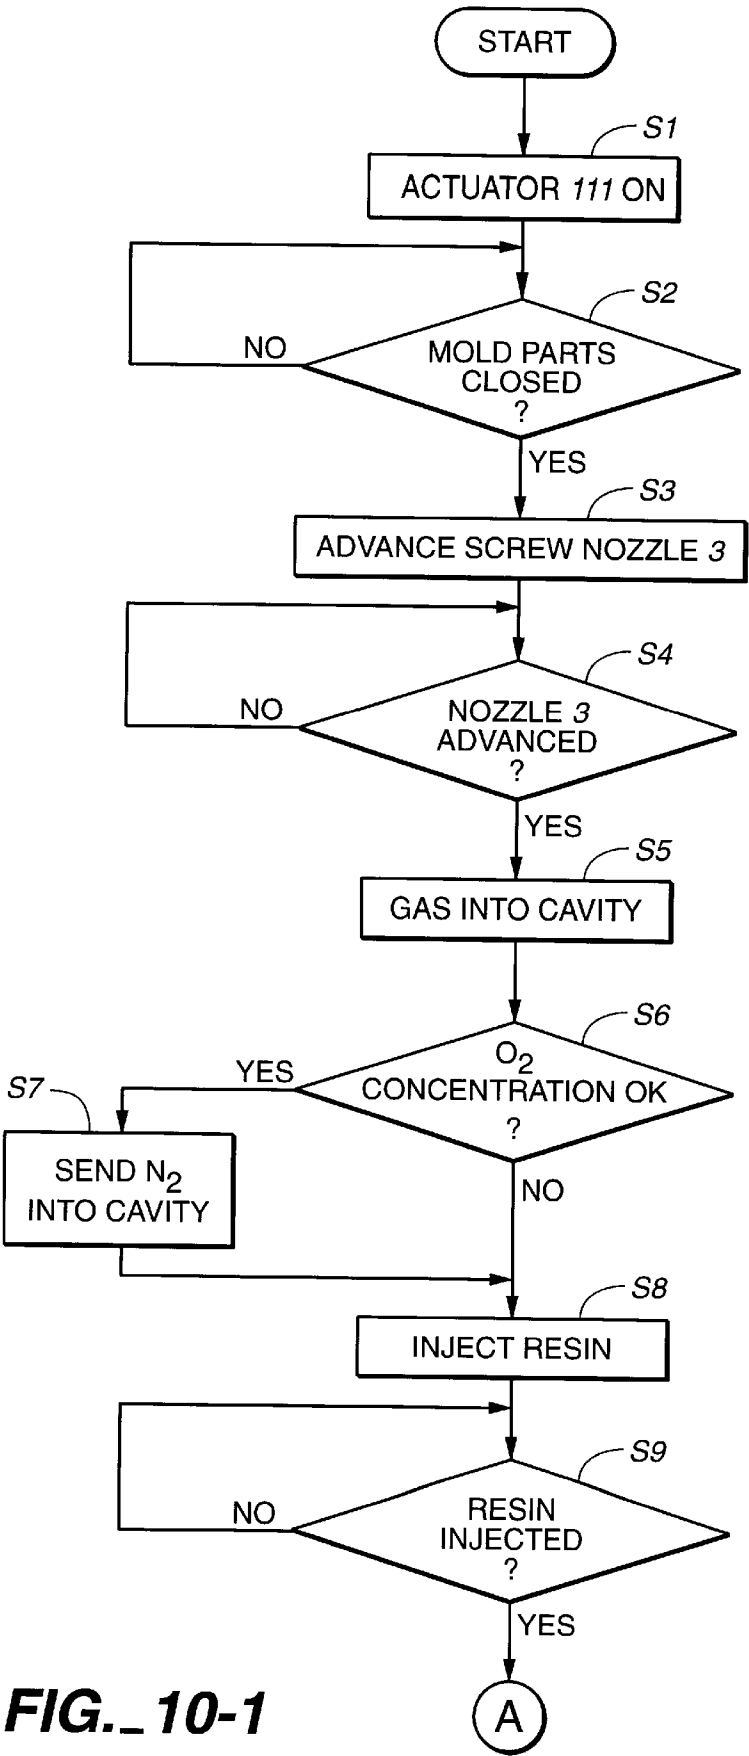 START
S1
ACTUATOR 111 ON
S2
NO
MOLD PARTS
CLOSED
?
YES
S3
ADVANCE SCREW NOZZLE 3
S4
NO
NOZZLE 3
ADVANCED
?
YES
S5
GAS INTO CAVITY
S6
O2
CONCENTRATION OK
?
YES
S7
SEND N2
INTO CAVITY
NO
S8
INJECT RESIN
S9
NO
RESIN
INJECTED
?
YES
A
FIG._10-1